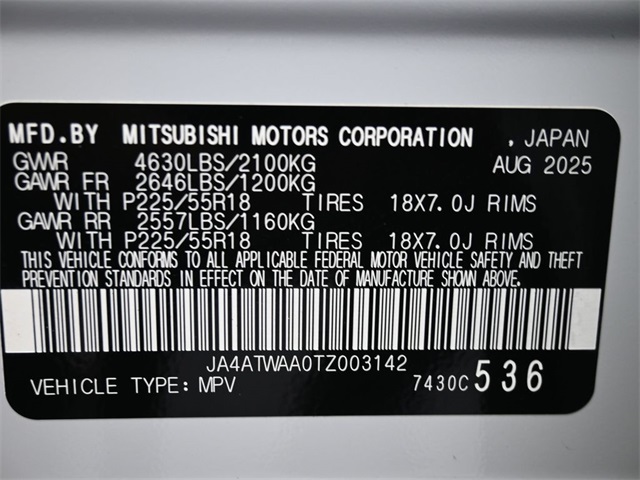 MFD.BY MITSUBISHI MOTORS CORPORATION , JAPAN
GWWR 4630LBS/2100KG AUG 2025
GAWR FR 2646LBS/1200KG
WITH P225/55R18 TIRES 18X7.0J RIMS
GAWR RR 2557LBS/1160KG
WITH P225/55R18 TIRES 18X7.0J RIMS
THIS VEHICLE CONFORMS TO ALL APPLICABLE FEDERAL MOTOR VEHICLE SAFETY AND THEFT
PREVENTION STANDARDS IN EFFECT ON THE DATE OF MANUFACTURE SHOWN ABOVE.
JA4ATWAA0TZ003142
VEHICLE TYPE: MPV 7430C 536